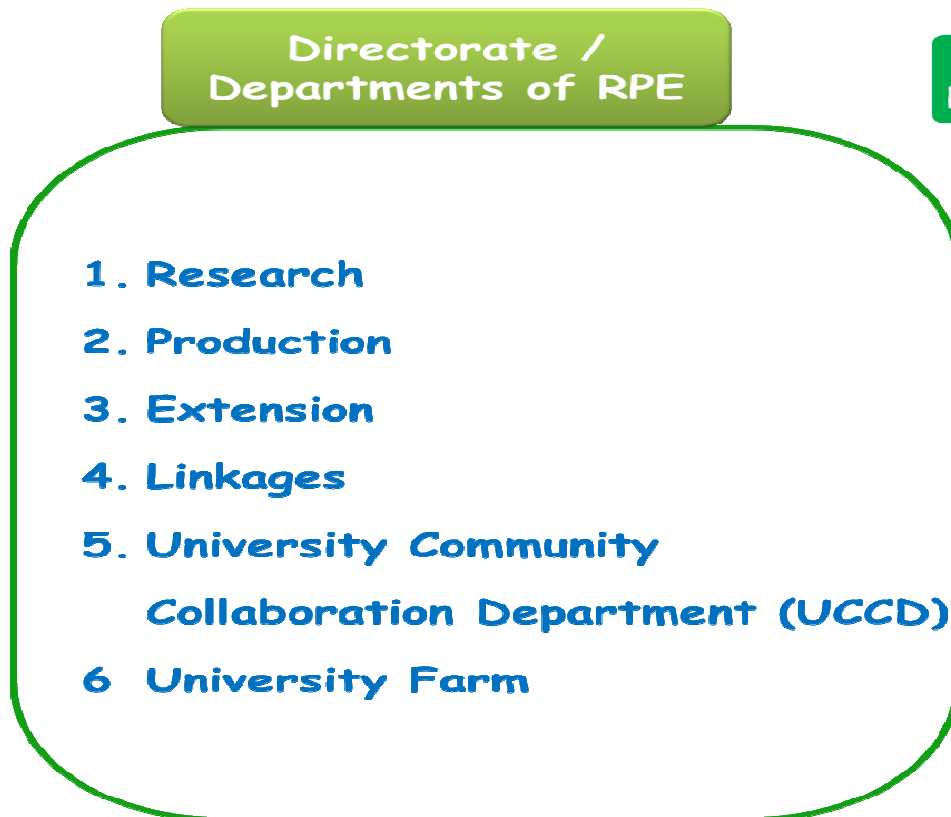 Directorate /
Departments of RPE
1. Research
2. Production
3. Extension
4. Linkages
5. University Community
Collaboration Department (UCCD)
6 University Farm